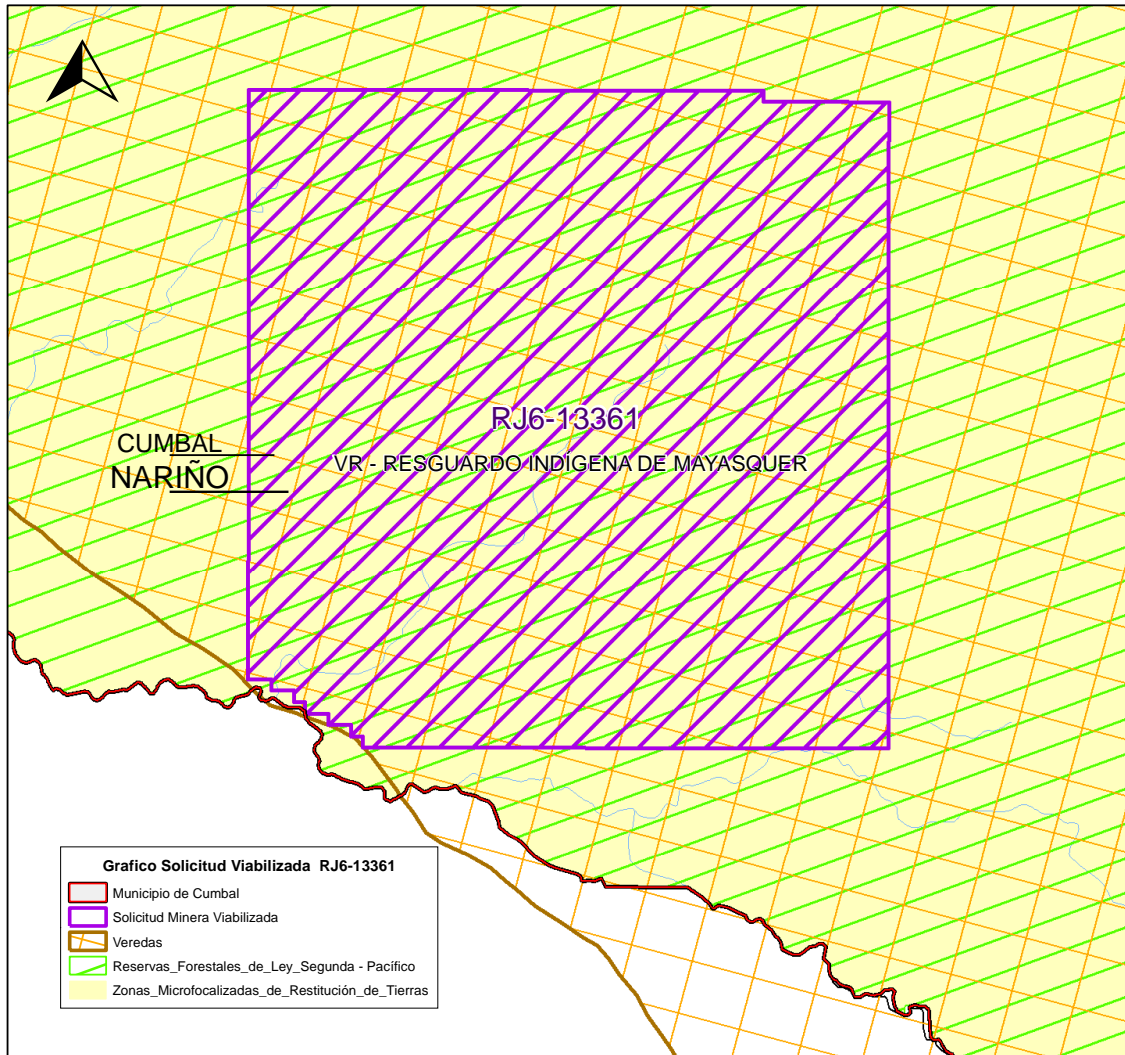 RJ6-13361
CUMBAL
VR - RESGUARDO INDÍGENA DE MAYASQUER
NARIÑO
Grafico Solicitud Viabilizada RJ6-13361
Municipio de Cumbal
Solicitud Minera Viabilizada
Veredas
Reservas_Forestales_de_Ley_Segunda - Pacífico
Zonas_Microfocalizadas_de_Restitución_de_Tierras